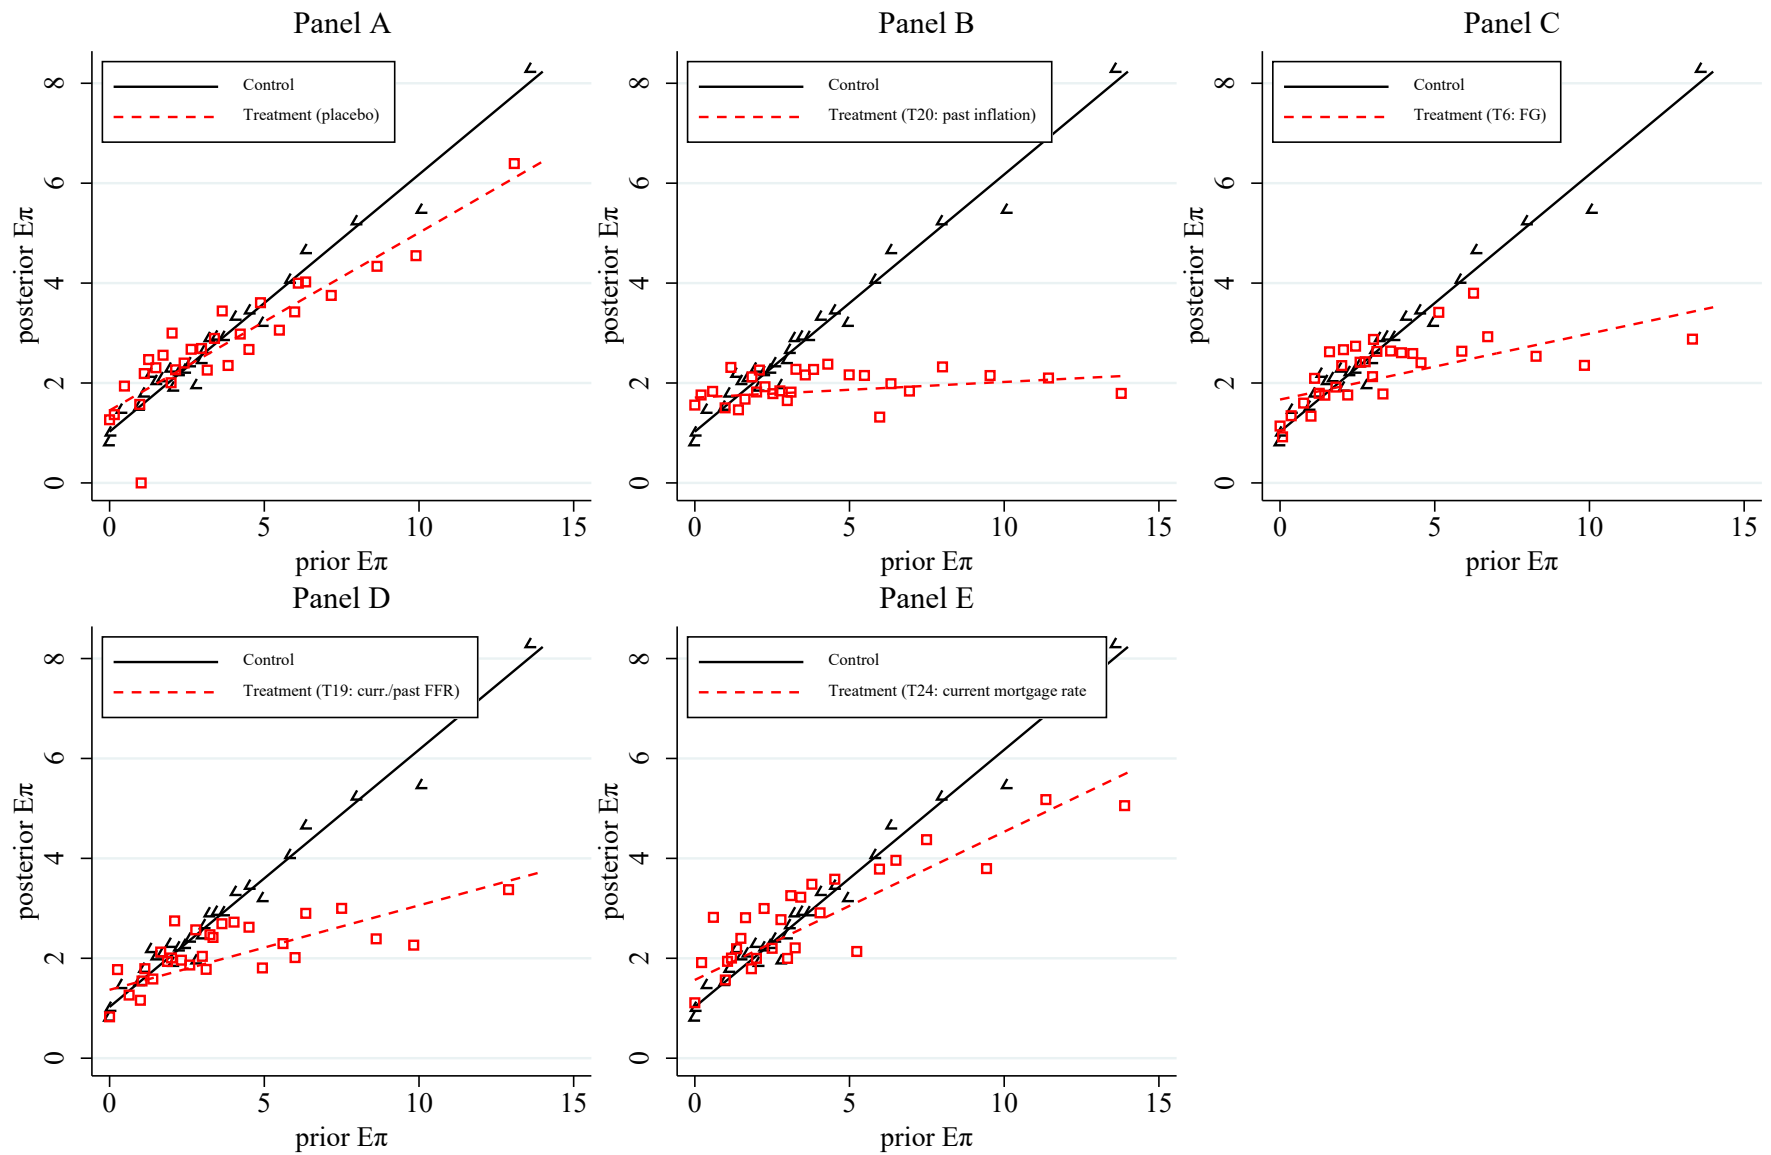 Panel A
Control
Treatment (placebo)
posterior Eπ
0 2 4 6 8
0 5 10 15
prior Eπ
Panel B
Control
Treatment (T20: past inflation)
posterior Eπ
0 2 4 6 8
0 5 10 15
prior Eπ
Panel C
Control
Treatment (T6: FG)
posterior Eπ
0 2 4 6 8
0 5 10 15
prior Eπ
Panel D
Control
Treatment (T19: curr./past FFR)
posterior Eπ
0 2 4 6 8
0 5 10 15
prior Eπ
Panel E
Control
Treatment (T24: current mortgage rate
posterior Eπ
0 2 4 6 8
0 5 10 15
prior Eπ